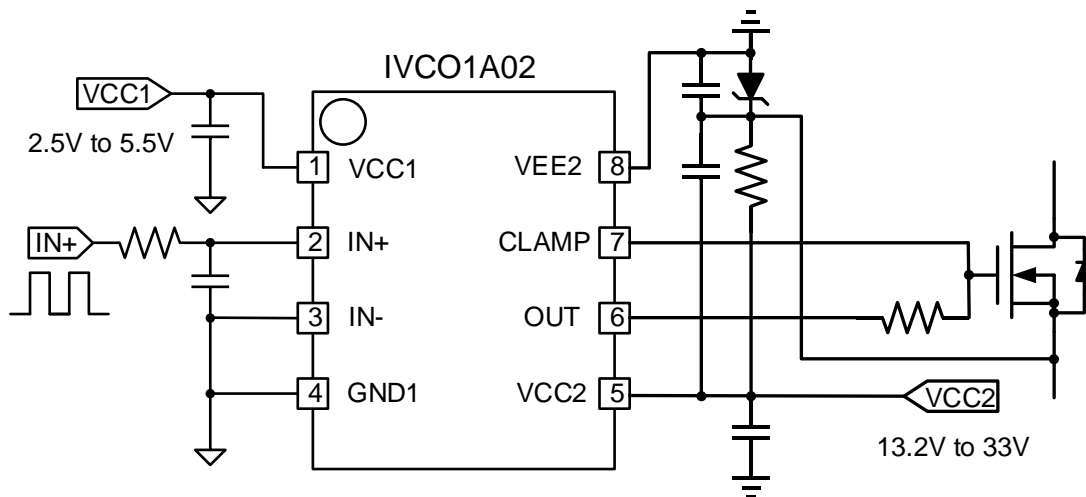 IVCO1A02
VCC1
2.5V to 5.5V
1 VCC1
VEE2 8
IN+
2 IN+
CLAMP 7
3 IN-
OUT 6
4 GND1
VCC2 5
VCC2
13.2V to 33V